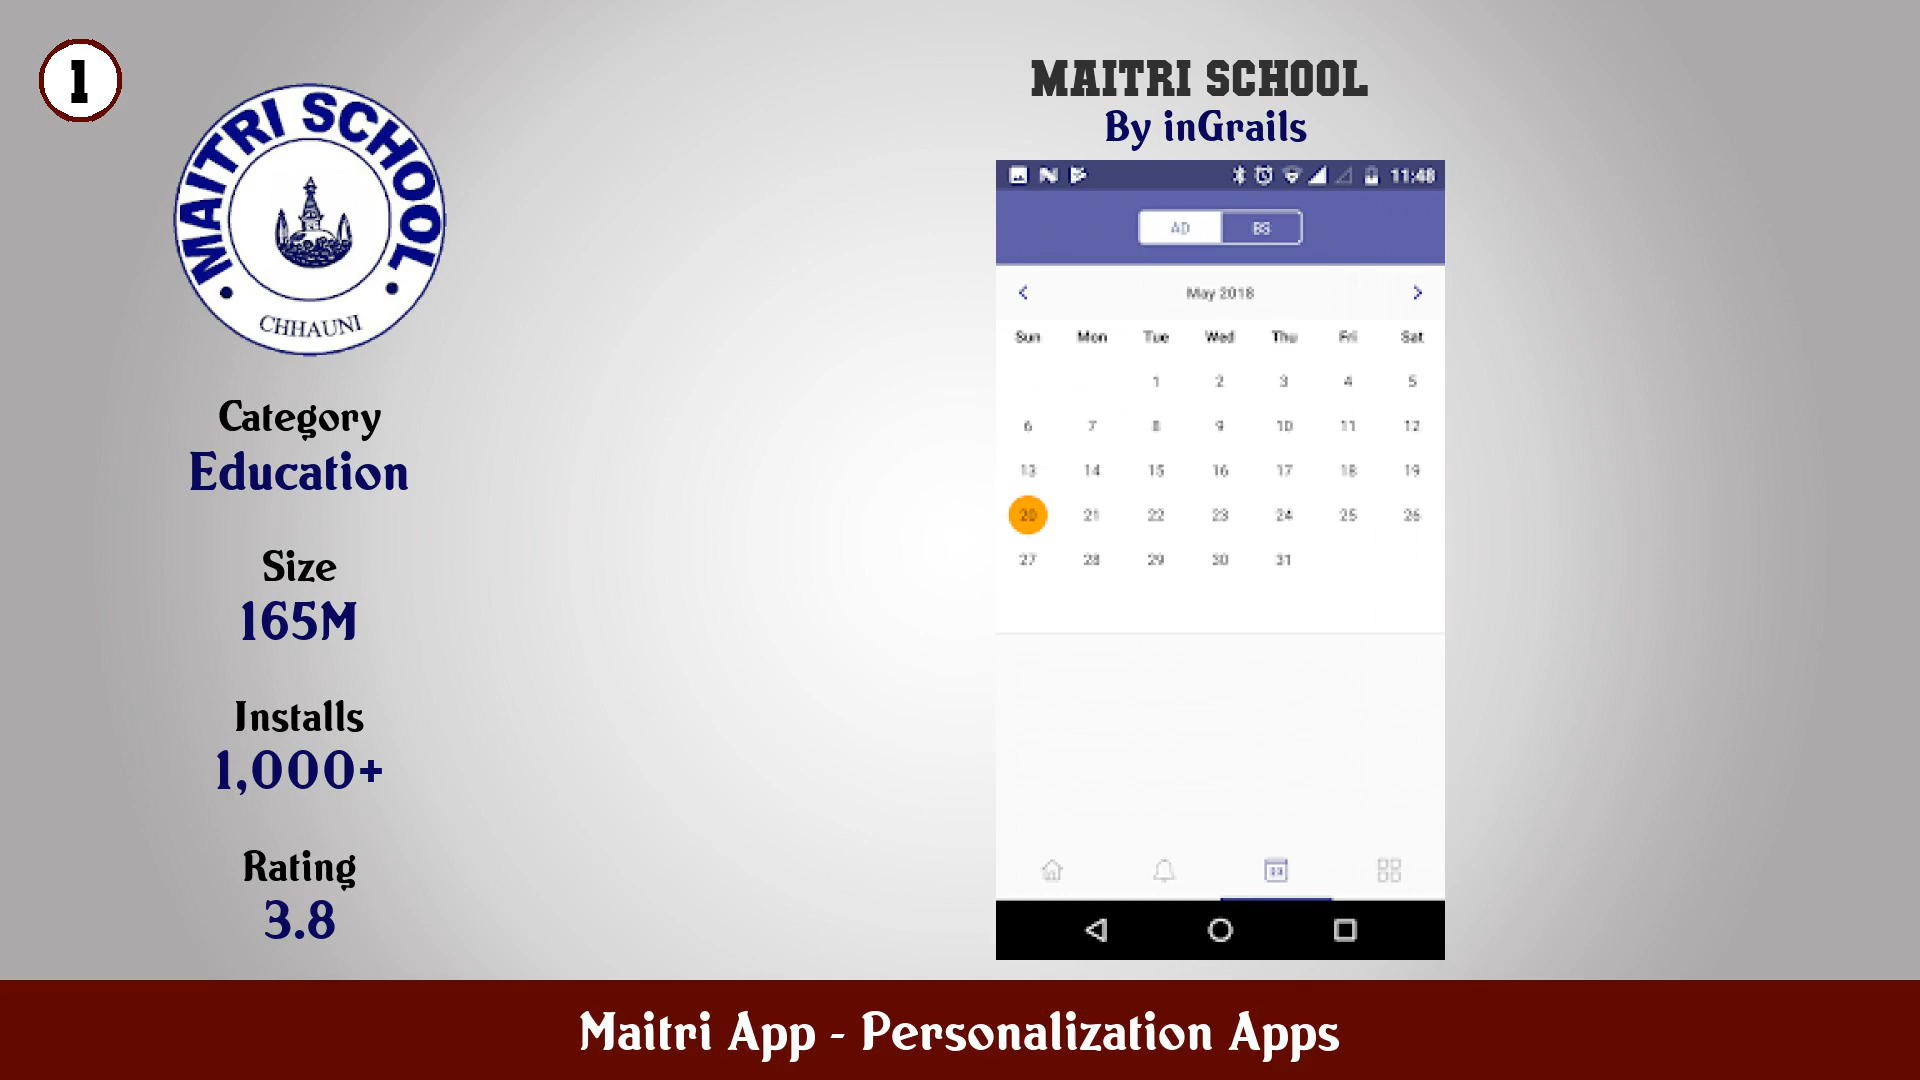 1
MAITRI SCHOOL
CHHAUNI
Category
Education
Size
165M
Installs
1,000+
Rating
3.8
MAITRI SCHOOL
By inGrails
11:48
AD BS
May 2018
Sun Mon Tue Wed Thu Fri Sat
1 2 3 4 5
6 7 8 9 10 11 12
13 14 15 16 17 18 19
20 21 22 23 24 25 26
27 28 29 30 31
Maitri App - Personalization Apps